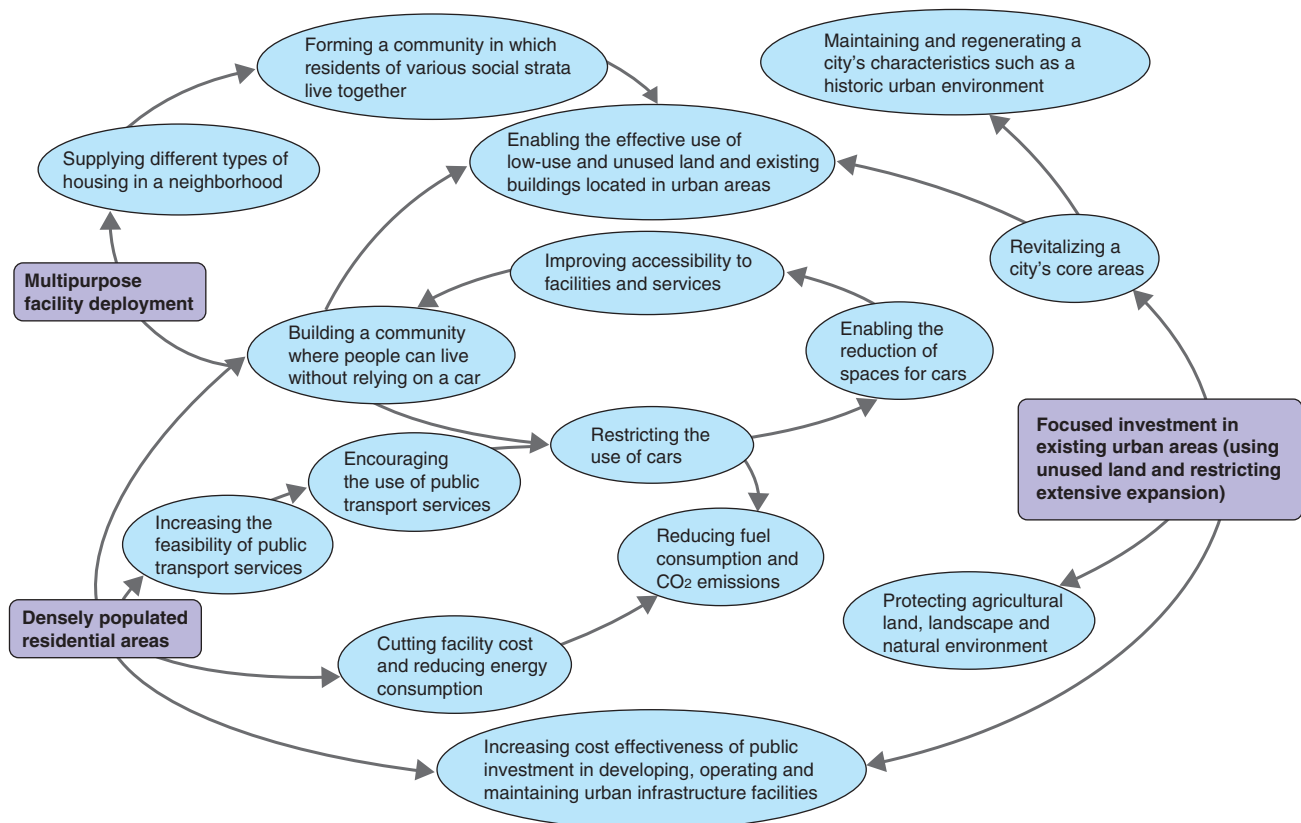 Forming a community in which
residents of various social strata
live together
Maintaining and regenerating a
city's characteristics such as a
historic urban environment
Supplying different types of
housing in a neighborhood
Enabling the effective use of
low-use and unused land and existing
buildings located in urban areas
Revitalizing a
city's core areas
Multipurpose
facility deployment
Improving accessibility to
facilities and services
Building a community
where people can live
without relying on a car
Enabling the
reduction of
spaces for cars
Focused investment in
existing urban areas (using
unused land and restricting
extensive expansion)
Restricting the
use of cars
Encouraging
the use of public
transport services
Increasing the
feasibility of public
transport services
Reducing fuel
consumption and
CO2 emissions
Protecting agricultural
land, landscape and
natural environment
Densely populated
residential areas
Cutting facility cost
and reducing energy
consumption
Increasing cost effectiveness of public
investment in developing, operating and
maintaining urban infrastructure facilities